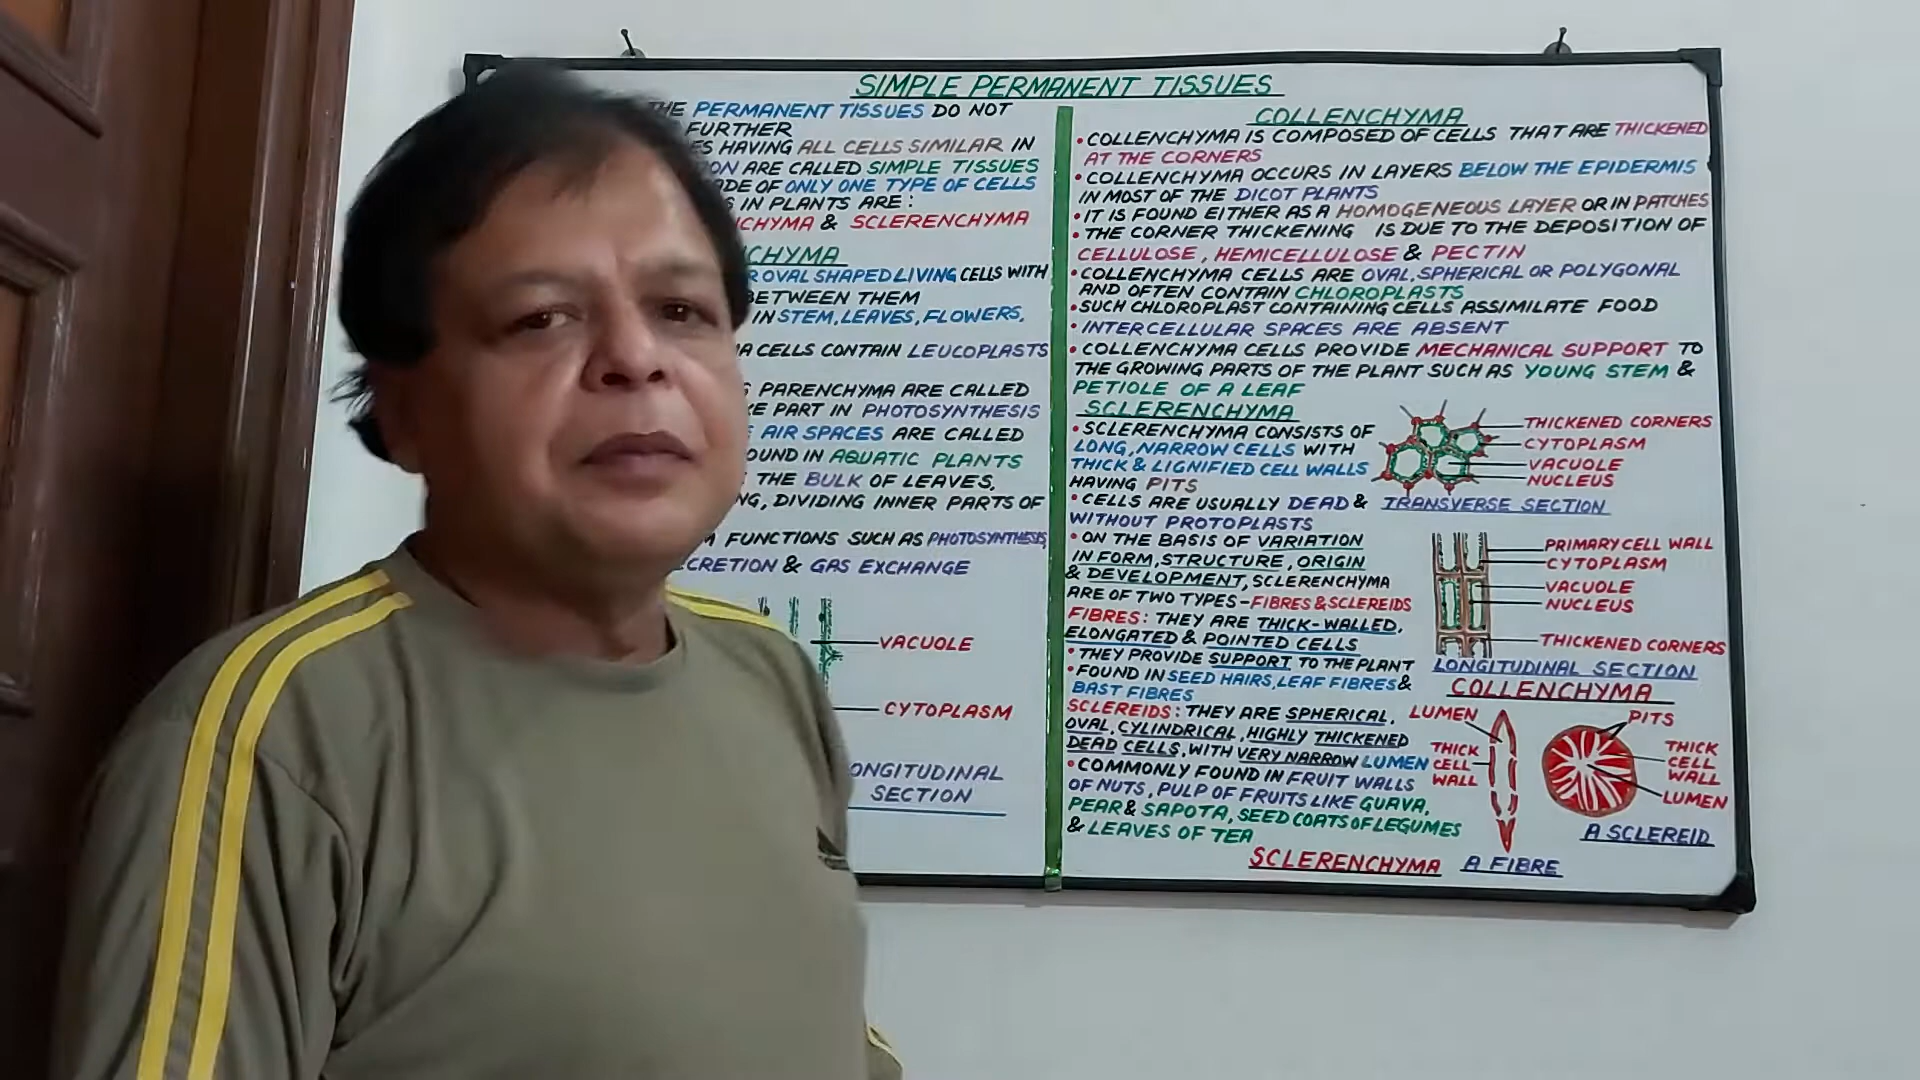 SIMPLE PERMANENT TISSUES
THE PERMANENT TISSUES DO NOT
FURTHER
HAVING ALL CELLS SIMILAR IN
ARE CALLED SIMPLE TISSUES
OF ONLY ONE TYPE OF CELLS
IN PLANTS ARE:
& SCLERENCHYMA
OVAL SHAPED LIVING CELLS WITH
BETWEEN THEM
IN STEM, LEAVES, FLOWERS,
CELLS CONTAIN LEUCOPLASTS
PARENCHYMA ARE CALLED
PART IN PHOTOSYNTHESIS
AIR SPACES ARE CALLED
IN AQUATIC PLANTS
THE BULK OF LEAVES,
DIVIDING INNER PARTS OF
FUNCTIONS SUCH AS PHOTOSYNTHESIS,
& GAS EXCHANGE
VACUOLE
CYTOPLASM
SECTION
COLLENCHYMA
• COLLENCHYMA IS COMPOSED OF CELLS THAT ARE THICKENED
AT THE CORNERS
• COLLENCHYMA OCCURS IN LAYERS BELOW THE EPIDERMIS
IN MOST OF THE DICOT PLANTS
• IT IS FOUND EITHER AS A HOMOGENEOUS LAYER OR IN PATCHES
• THE CORNER THICKENING IS DUE TO THE DEPOSITION OF
CELLULOSE, HEMICELLULOSE & PECTIN
• COLLENCHYMA CELLS ARE OVAL, SPHERICAL OR POLYGONAL
AND OFTEN CONTAIN CHLOROPLASTS
• SUCH CHLOROPLAST CONTAINING CELLS ASSIMILATE FOOD
• INTERCELLULAR SPACES ARE ABSENT
• COLLENCHYMA CELLS PROVIDE MECHANICAL SUPPORT TO
THE GROWING PARTS OF THE PLANT SUCH AS YOUNG STEM &
PETIOLE OF A LEAF
SCLERENCHYMA
• SCLERENCHYMA CONSISTS OF
LONG, NARROW CELLS WITH
THICK & LIGNIFIED CELL WALLS
HAVING PITS
• CELLS ARE USUALLY DEAD &
WITHOUT PROTOPLASTS
• ON THE BASIS OF VARIATION
IN FORM, STRUCTURE, ORIGIN
& DEVELOPMENT, SCLERENCHYMA
ARE OF TWO TYPES - FIBRES & SCLEREIDS
FIBRES: THEY ARE THICK-WALLED,
ELONGATED & POINTED CELLS
• THEY PROVIDE SUPPORT TO THE PLANT
• FOUND IN SEED HAIRS, LEAF FIBRES &
BAST FIBRES
SCLEREIDS: THEY ARE SPHERICAL,
OVAL, CYLINDRICAL, HIGHLY THICKENED
DEAD CELLS, WITH VERY NARROW LUMEN
• COMMONLY FOUND IN FRUIT WALLS
OF NUTS, PULP OF FRUITS LIKE GUAVA,
PEAR & SAPOTA, SEED COATS OF LEGUMES
& LEAVES OF TEA
THICKENED CORNERS
CYTOPLASM
VACUOLE
NUCLEUS
TRANSVERSE SECTION
PRIMARY CELL WALL
CYTOPLASM
VACUOLE
NUCLEUS
THICKENED CORNERS
LONGITUDINAL SECTION
COLLENCHYMA
LUMEN
THICK
CELL
WALL
PITS
THICK
CELL
WALL
LUMEN
A SCLEREID
SCLERENCHYMA A FIBRE